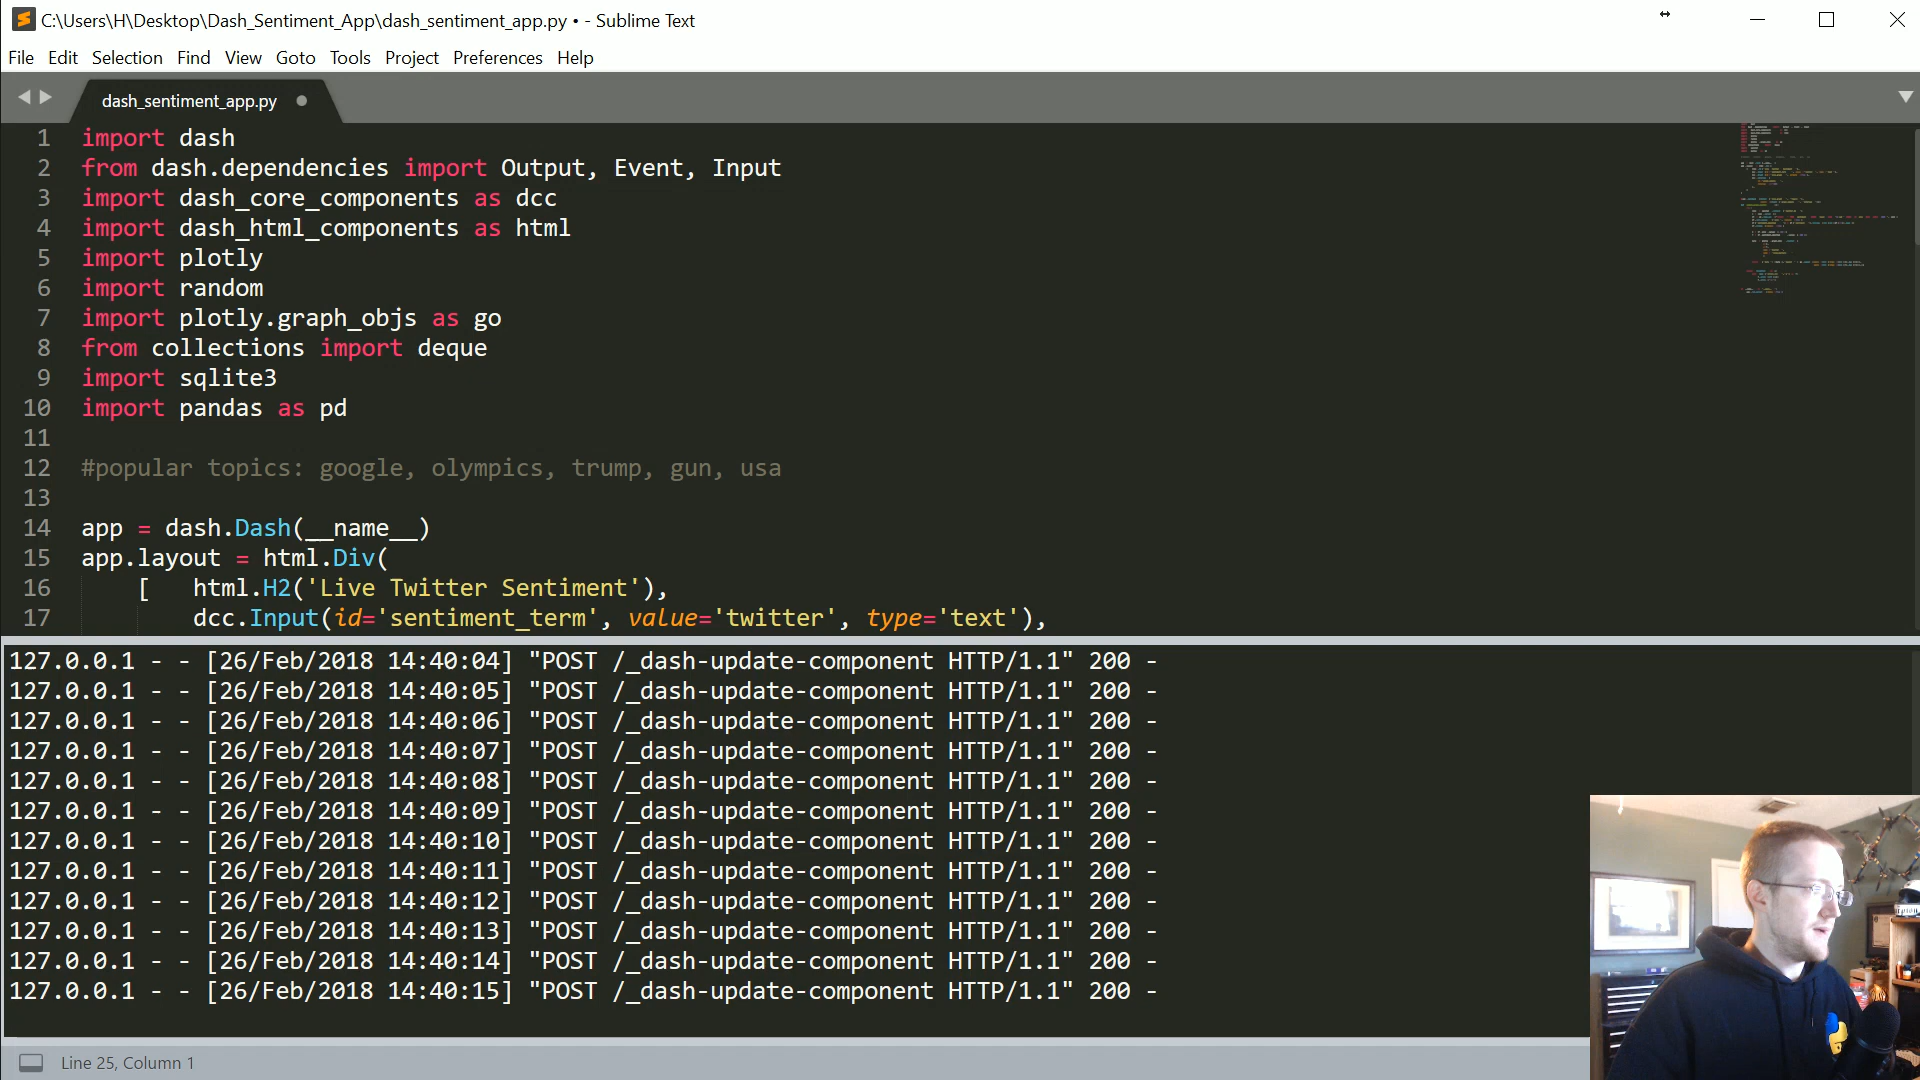 C:\Users\H\Desktop\Dash_Sentiment_App\dash_sentiment_app.py • - Sublime Text
File Edit Selection Find View Goto Tools Project Preferences Help
dash_sentiment_app.py
1 import dash
2 from dash.dependencies import Output, Event, Input
3 import dash_core_components as dcc
4 import dash_html_components as html
5 import plotly
6 import random
7 import plotly.graph_objs as go
8 from collections import deque
9 import sqlite3
10 import pandas as pd
11
12 #popular topics: google, olympics, trump, gun, usa
13
14 app = dash.Dash(__name__)
15 app.layout = html.Div(
16 [ html.H2('Live Twitter Sentiment'),
17 dcc.Input(id='sentiment_term', value='twitter', type='text'),
127.0.0.1 - - [26/Feb/2018 14:40:04] "POST /_dash-update-component HTTP/1.1" 200 -
127.0.0.1 - - [26/Feb/2018 14:40:05] "POST /_dash-update-component HTTP/1.1" 200 -
127.0.0.1 - - [26/Feb/2018 14:40:06] "POST /_dash-update-component HTTP/1.1" 200 -
127.0.0.1 - - [26/Feb/2018 14:40:07] "POST /_dash-update-component HTTP/1.1" 200 -
127.0.0.1 - - [26/Feb/2018 14:40:08] "POST /_dash-update-component HTTP/1.1" 200 -
127.0.0.1 - - [26/Feb/2018 14:40:09] "POST /_dash-update-component HTTP/1.1" 200 -
127.0.0.1 - - [26/Feb/2018 14:40:10] "POST /_dash-update-component HTTP/1.1" 200 -
127.0.0.1 - - [26/Feb/2018 14:40:11] "POST /_dash-update-component HTTP/1.1" 200 -
127.0.0.1 - - [26/Feb/2018 14:40:12] "POST /_dash-update-component HTTP/1.1" 200 -
127.0.0.1 - - [26/Feb/2018 14:40:13] "POST /_dash-update-component HTTP/1.1" 200 -
127.0.0.1 - - [26/Feb/2018 14:40:14] "POST /_dash-update-component HTTP/1.1" 200 -
127.0.0.1 - - [26/Feb/2018 14:40:15] "POST /_dash-update-component HTTP/1.1" 200 -
Line 25, Column 1